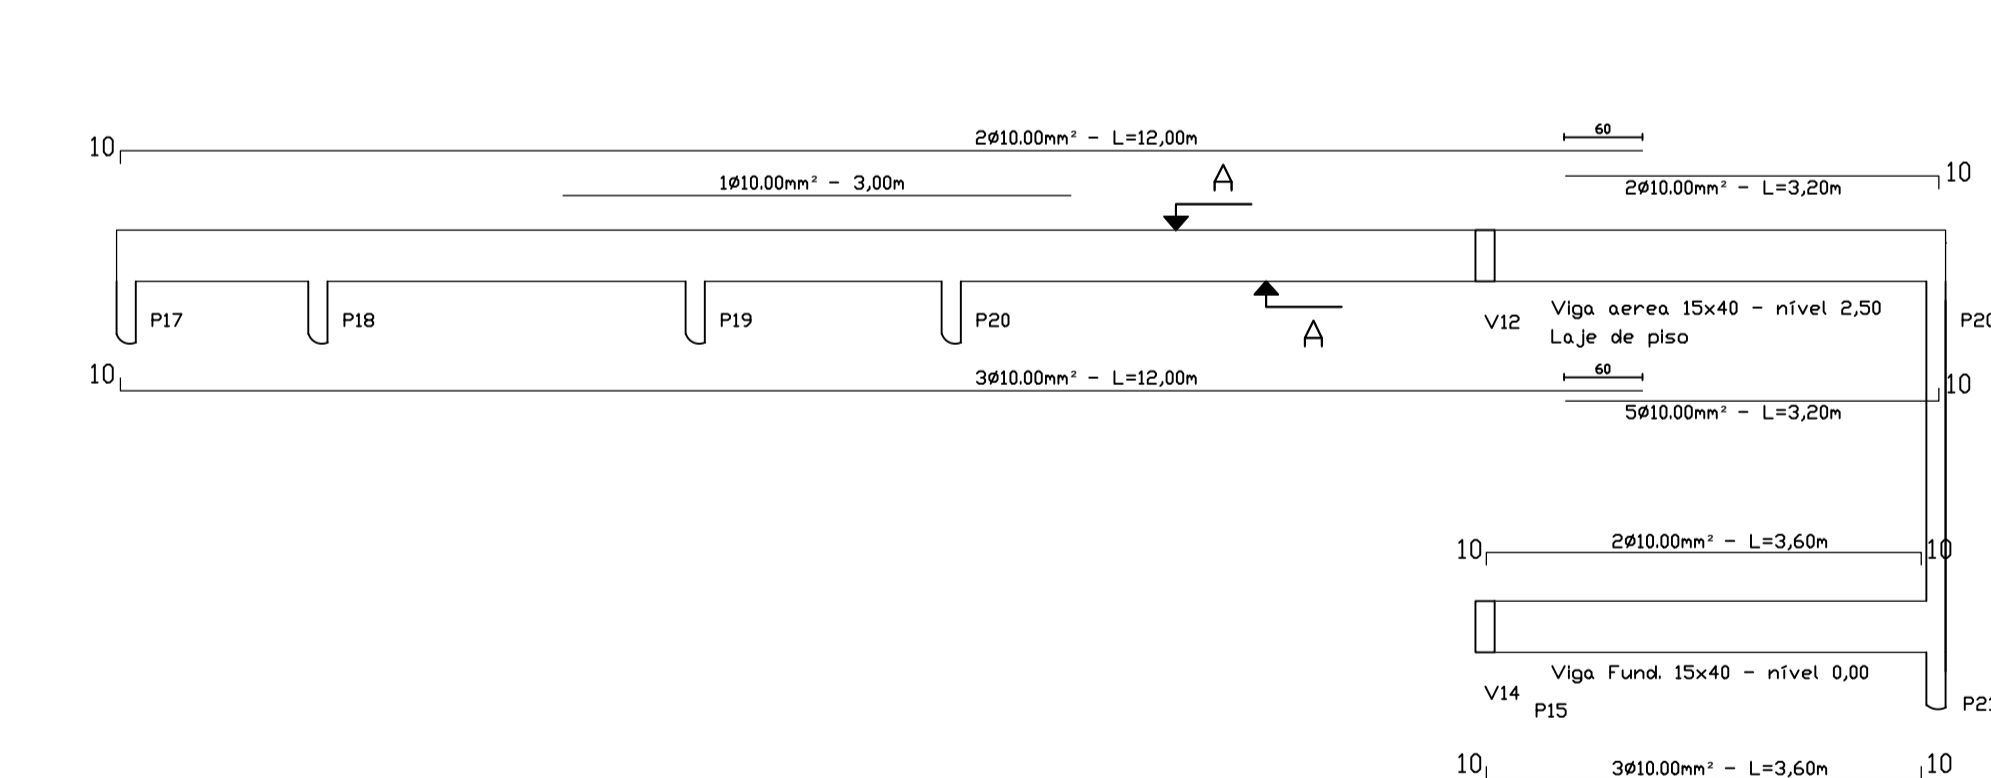 60
10
2Ø10.00mm² - L=12,00m
10
1Ø10.00mm² - 3,00m
A
2Ø10.00mm² - L=3,20m
P17
P18
P19
P20
A
V12
Viga aerea 15x40 - nível 2,50
Laje de piso
10
3Ø10.00mm² - L=12,00m
60
10
5Ø10.00mm² - L=3,20m
10
2Ø10.00mm² - L=3,60m
10
Viga Fund. 15x40 - nível 0,00
V14
P15
10
3Ø10.00mm² - L=3,60m
10